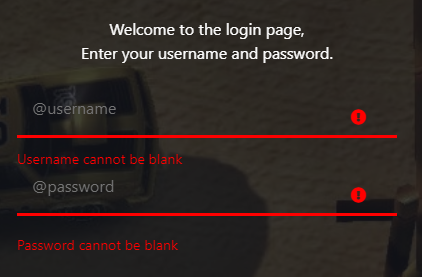 Welcome to the login page,
Enter your username and password.
@username
Username cannot be blank
@password
Password cannot be blank